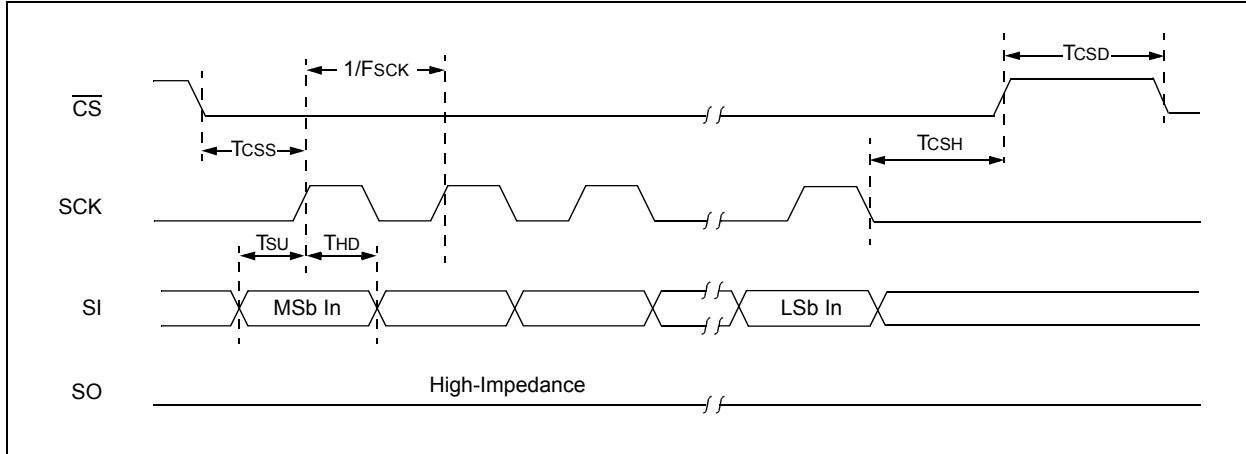 TCSD
1/FSCK
CS
TCSS
TCSH
SCK
TSU THD
SI MSb In LSb In
High-Impedance
SO